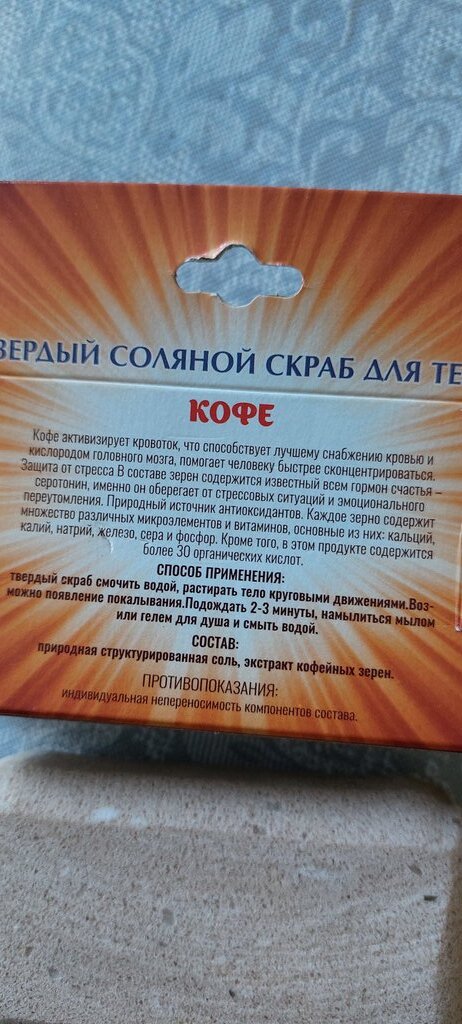 ВЕРДЫЙ СОЛЯНОЙ СКРАБ ДЛЯ ТЕ
КОФЕ
Кофе активизирует кровоток, что способствует лучшему снабжению кровью и
кислородом головного мозга, помогает человеку быстрее сконцентрироваться.
Защита от стресса В составе зерен содержится известный всем гормон счастья –
серотонин, именно он оберегает от стрессовых ситуаций и эмоционального
переутомления. Природный источник антиоксидантов. Каждое зерно содержит
множество различных микроэлементов и витаминов, основные из них: кальций,
калий, натрий, железо, сера и фосфор. Кроме того, в этом продукте содержится
более 30 органических кислот.
СПОСОБ ПРИМЕНЕНИЯ:
твердый скраб смочить водой, растирать тело круговыми движениями.Воз-
можно появление покалывания.Подождать 2-3 минуты, намылиться мылом
или гелем для душа и смыть водой.
СОСТАВ:
природная структурированная соль, экстракт кофейных зерен.
ПРОТИВОПОКАЗАНИЯ:
индивидуальная непереносимость компонентов состава.